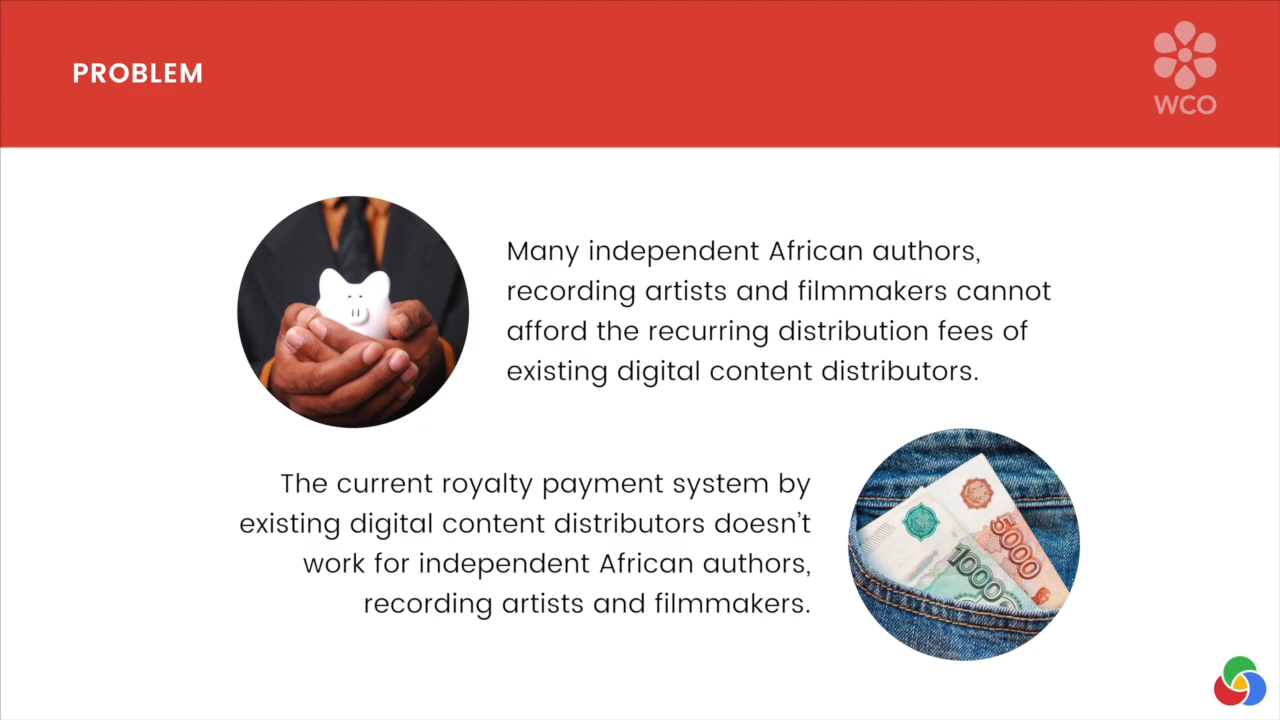 PROBLEM
WCO
Many independent African authors,
recording artists and filmmakers cannot
afford the recurring distribution fees of
existing digital content distributors.
The current royalty payment system by
existing digital content distributors doesn't
work for independent African authors,
recording artists and filmmakers.
5000
1000